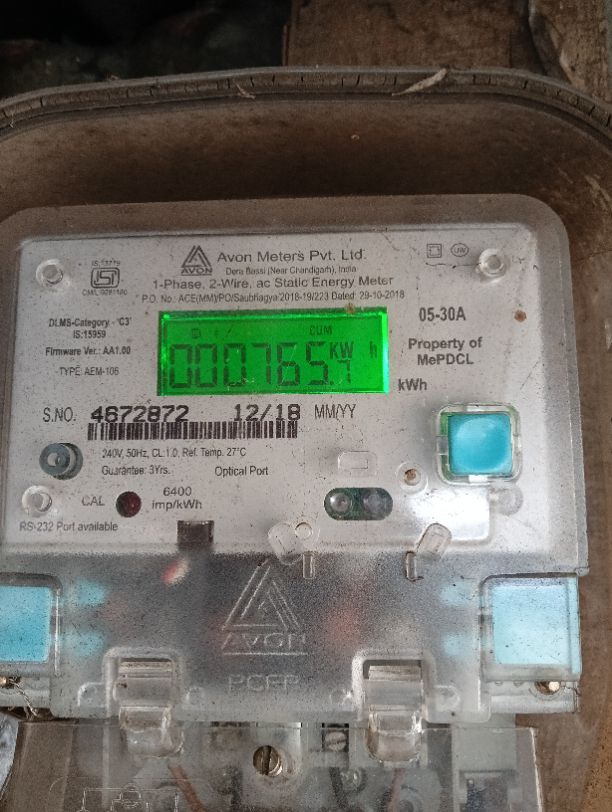 IS:13779
CM/L 9261180
AVON
Avon Meters Pvt. Ltd.
Dera Bassi (Near Chandigarh), India
1-Phase, 2-Wire, ac Static Energy Meter
P.O. No.: ACE(MM)/PO/Saubhagya/2018-19/223 Dated: 29-10-2018
DLMS-Category - 'C3'
IS:15959
Firmware Ver.: AA1.00
TYPE: AEM-106
CUM
000765.7 KW h
05-30A
Property of
MePDCL
kWh
S.NO. 4672872 12/18 MM/YY
240V, 50Hz, CL:1.0, Ref. Temp. 27°C
Guarantee: 3Yrs. Optical Port
CAL 6400
imp/kWh
RS-232 Port available
AVON